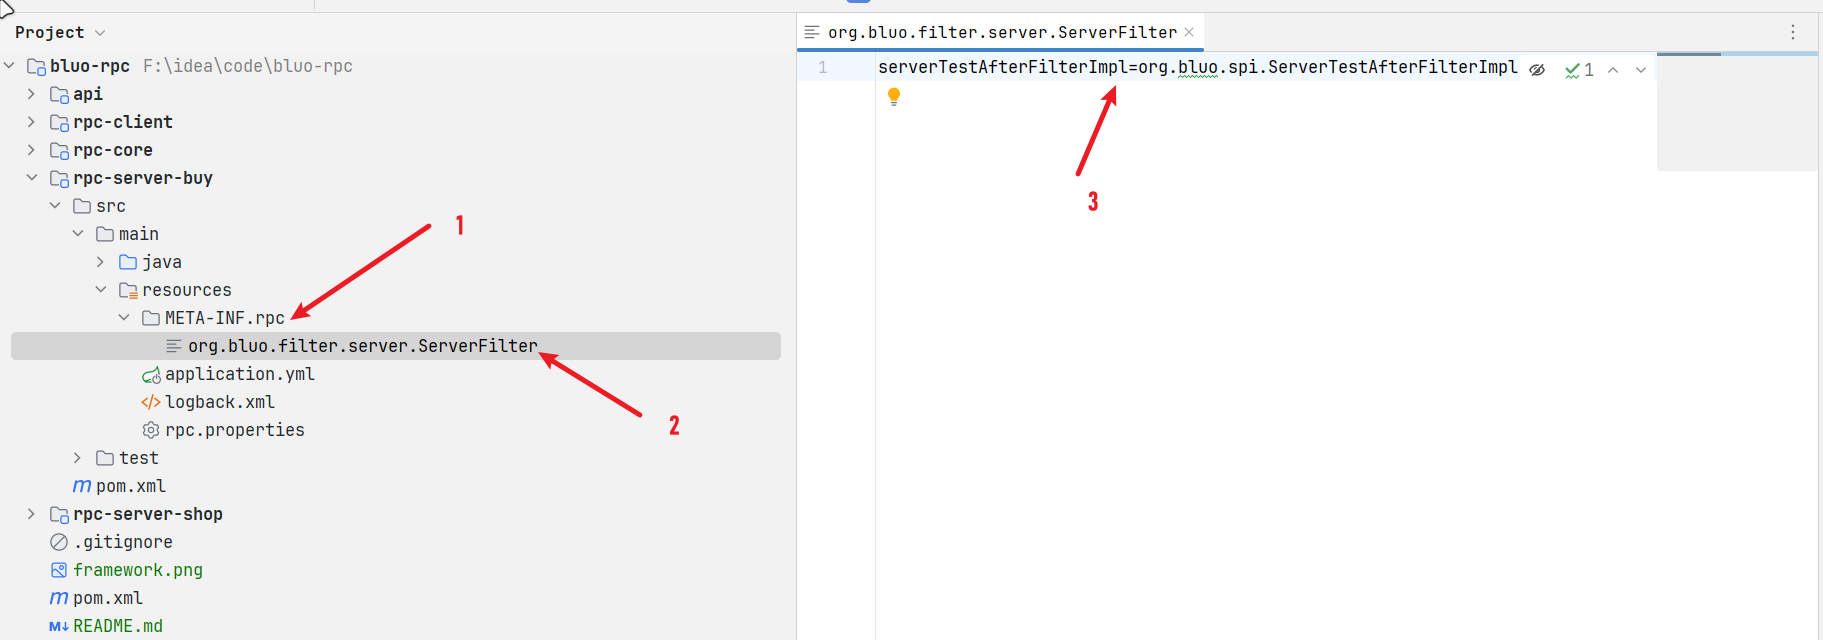 Project
bluo-rpc F:\idea\code\bluo-rpc
api
rpc-client
rpc-core
rpc-server-buy
src
main
java
resources
META-INF.rpc
org.bluo.filter.server.ServerFilter
application.yml
logback.xml
rpc.properties
test
pom.xml
rpc-server-shop
.gitignore
framework.png
pom.xml
README.md
1
2
org.bluo.filter.server.ServerFilter
1 serverTestAfterFilterImpl=org.bluo.spi.ServerTestAfterFilterImpl 1
3